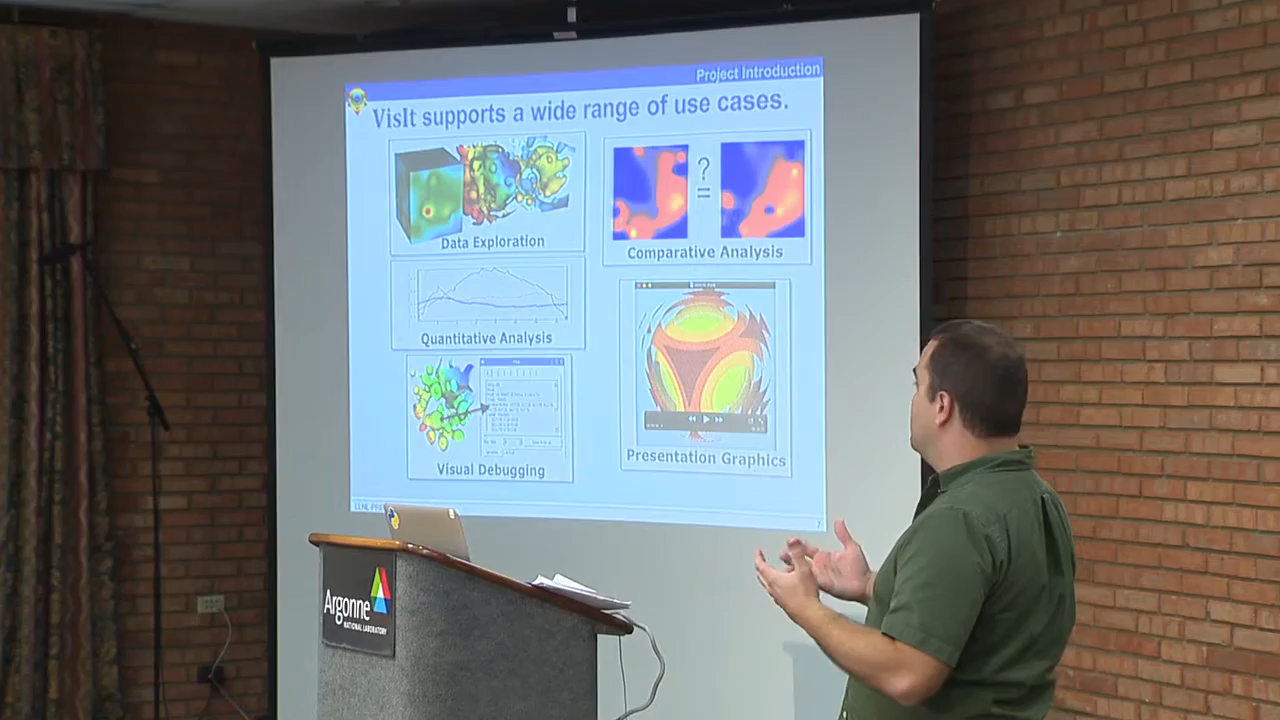 Project Introduction
VisIt supports a wide range of use cases.
Data Exploration
?
=
Comparative Analysis
Quantitative Analysis
Visual Debugging
Presentation Graphics
7
Argonne
NATIONAL LABORATORY